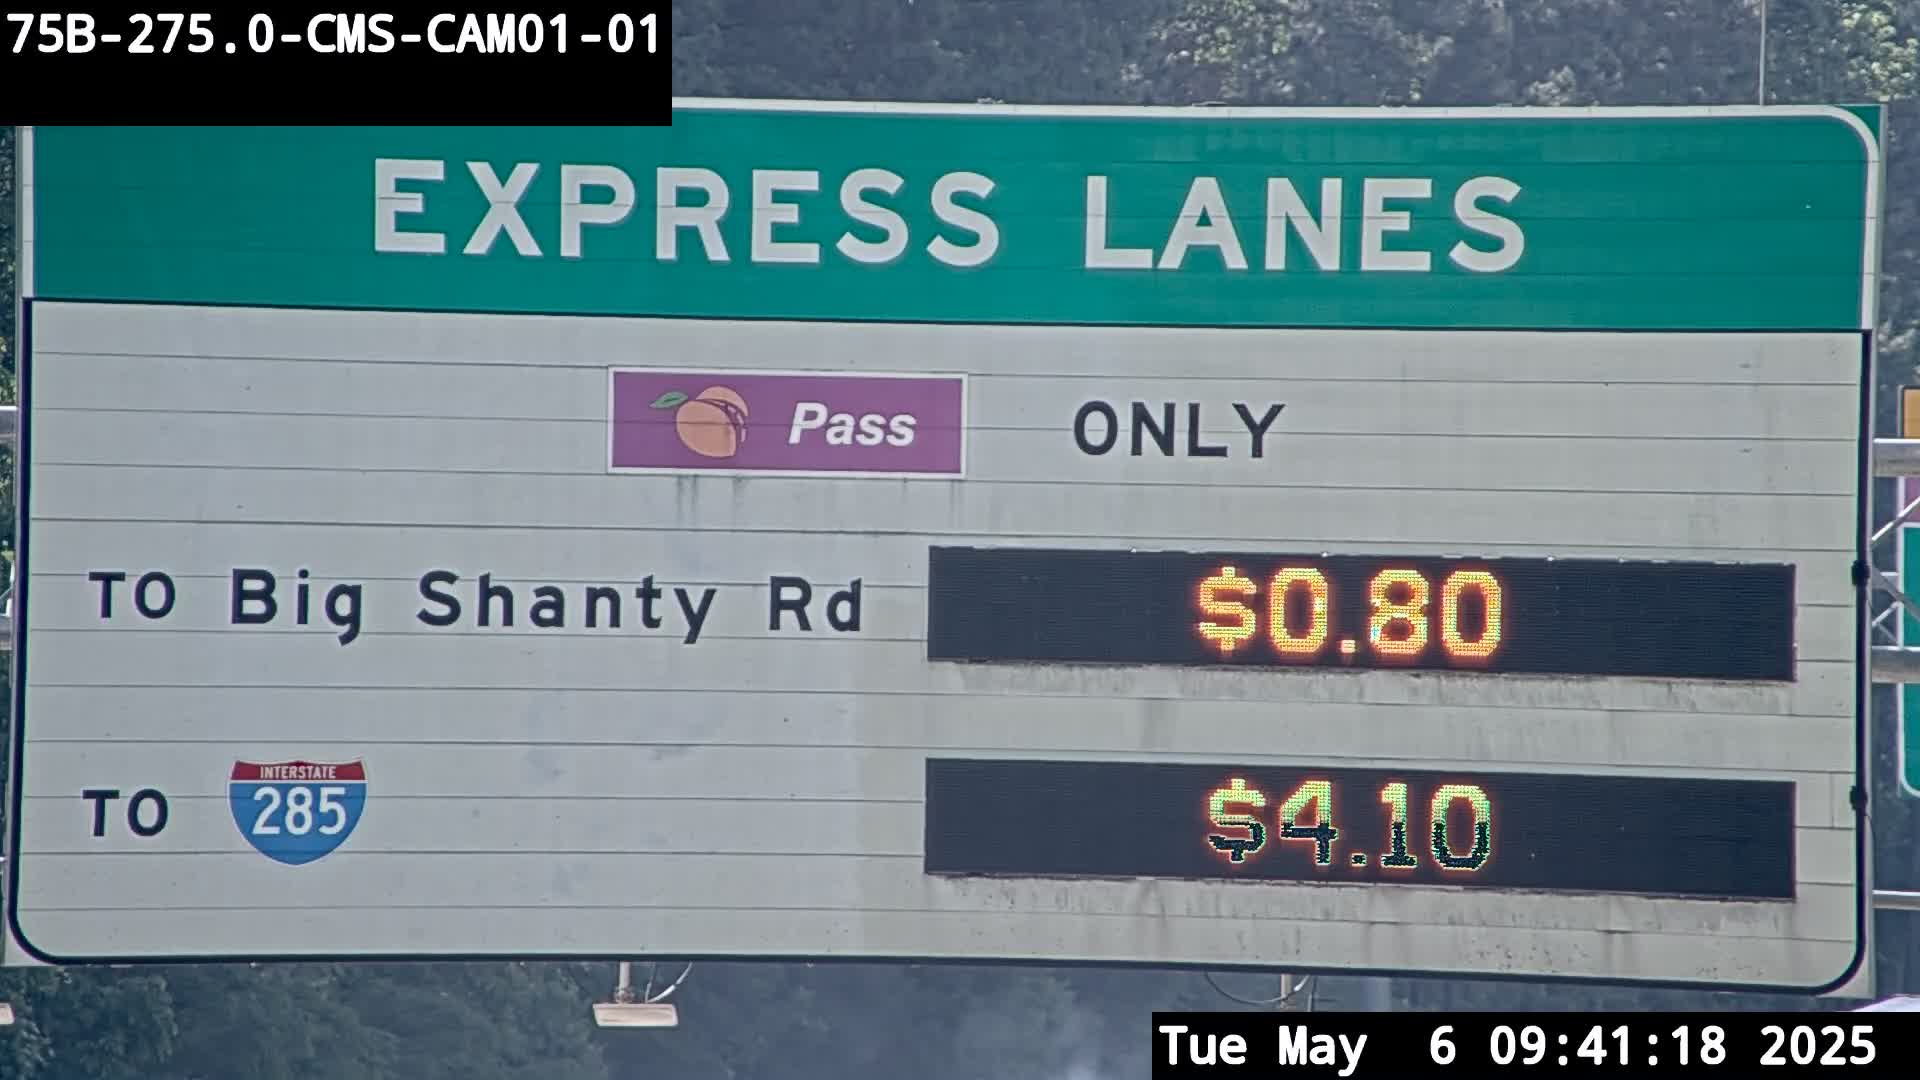 75B-275.0-CMS-CAM01-01
EXPRESS LANES
Pass ONLY
TO Big Shanty Rd $0.80
INTERSTATE
TO 285 $4.10
Tue May 6 09:41:18 2025